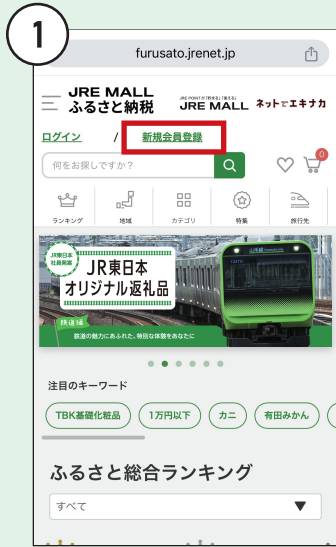 1
furusato.jrenet.jp
JRE MALL
ふるさと納税
JRE POINTが「貯まる」「使える」
JRE MALL ネットでエキナカ
ログイン / 新規会員登録
何をお探しですか?
0
ランキング 地域 カテゴリ 特集 旅行先
JR東日本
社員発案
JR東日本
オリジナル返礼品
鉄道編
鉄道の魅力にあふれた、特別な体験をあなたに
山手線
注目のキーワード
TBK基礎化粧品 1万円以下 カニ 有田みかん
ふるさと総合ランキング
すべて